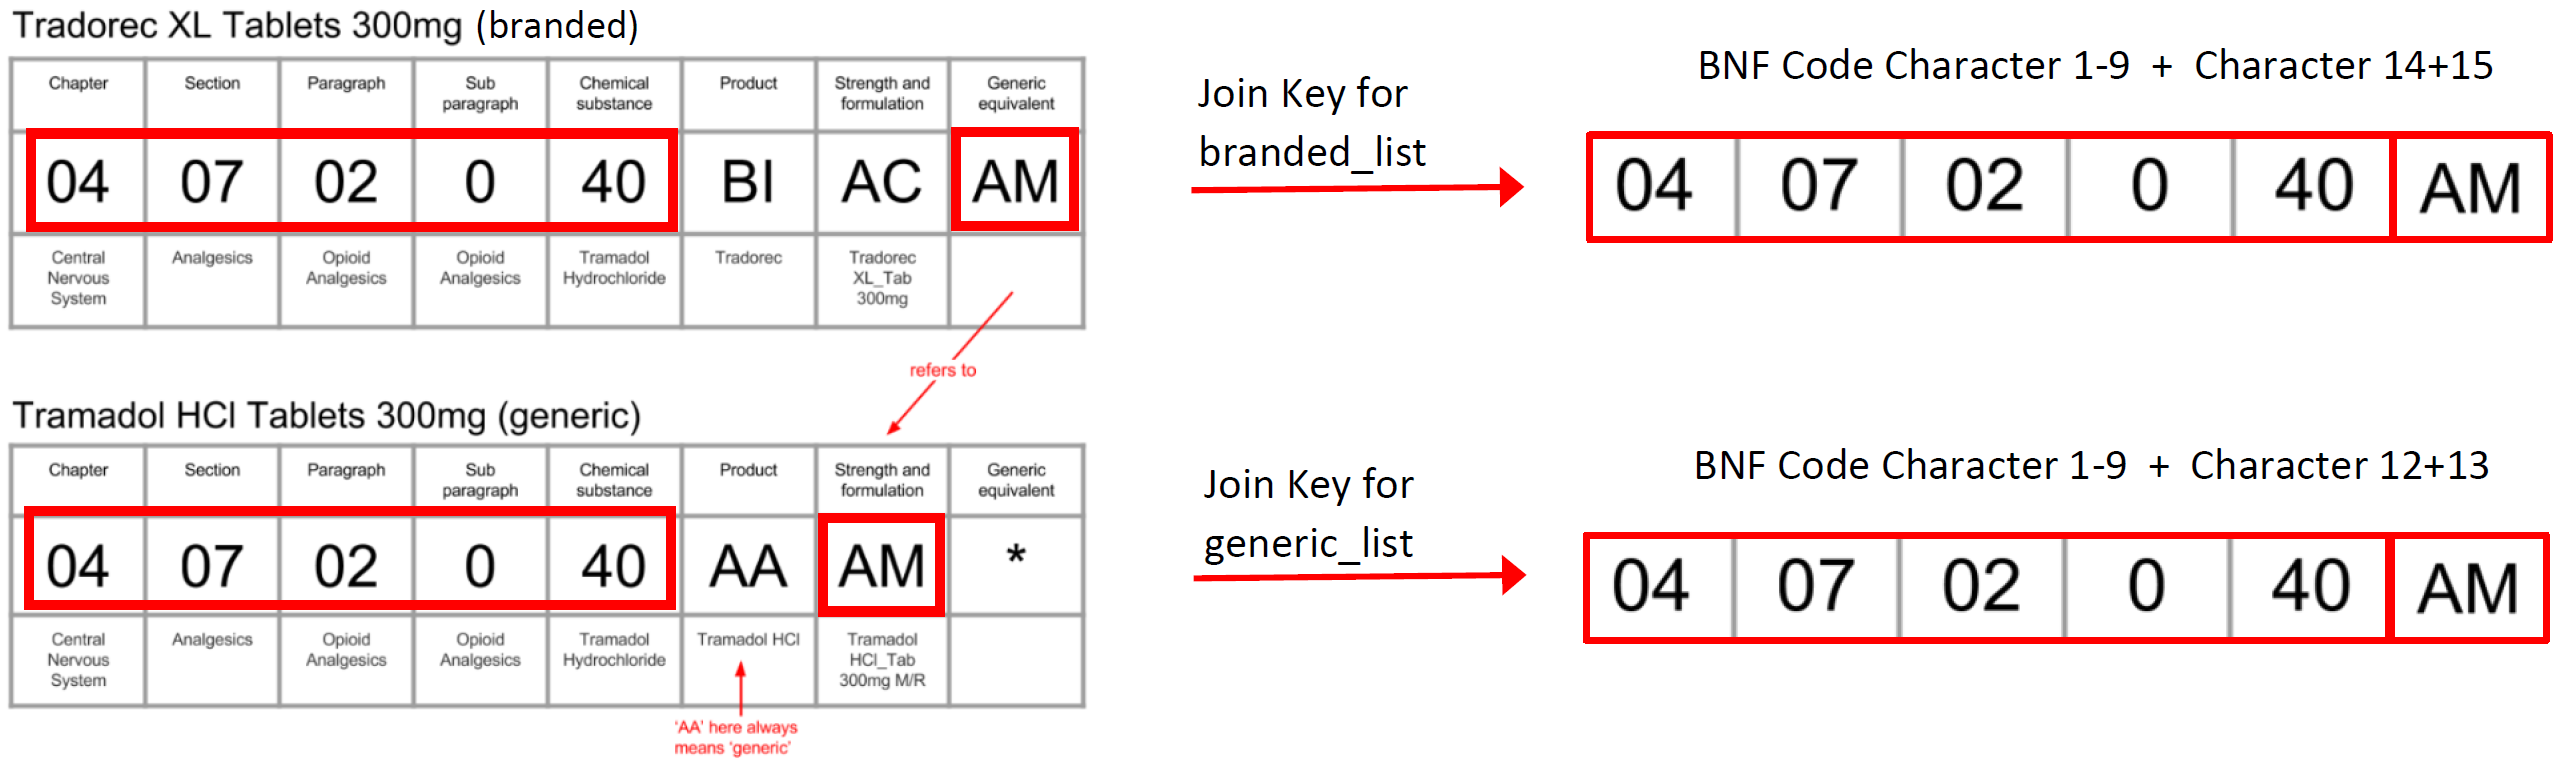 Tradorec XL Tablets 300mg (branded)
Chapter Section Paragraph Sub paragraph Chemical substance Product Strength and formulation Generic equivalent
04 07 02 0 40 BI AC AM
Central Nervous System Analgesics Opioid Analgesics Opioid Analgesics Tramadol Hydrochloride Tradorec Tradorec XL_Tab 300mg
refers to
Tramadol HCl Tablets 300mg (generic)
Chapter Section Paragraph Sub paragraph Chemical substance Product Strength and formulation Generic equivalent
04 07 02 0 40 AA AM *
Central Nervous System Analgesics Opioid Analgesics Opioid Analgesics Tramadol Hydrochloride Tramadol HCl Tramadol HCl_Tab 300mg M/R
'AA' here always
means 'generic'
Join Key for
branded_list
BNF Code Character 1-9 + Character 14+15
04 07 02 0 40 AM
Join Key for
generic_list
BNF Code Character 1-9 + Character 12+13
04 07 02 0 40 AM